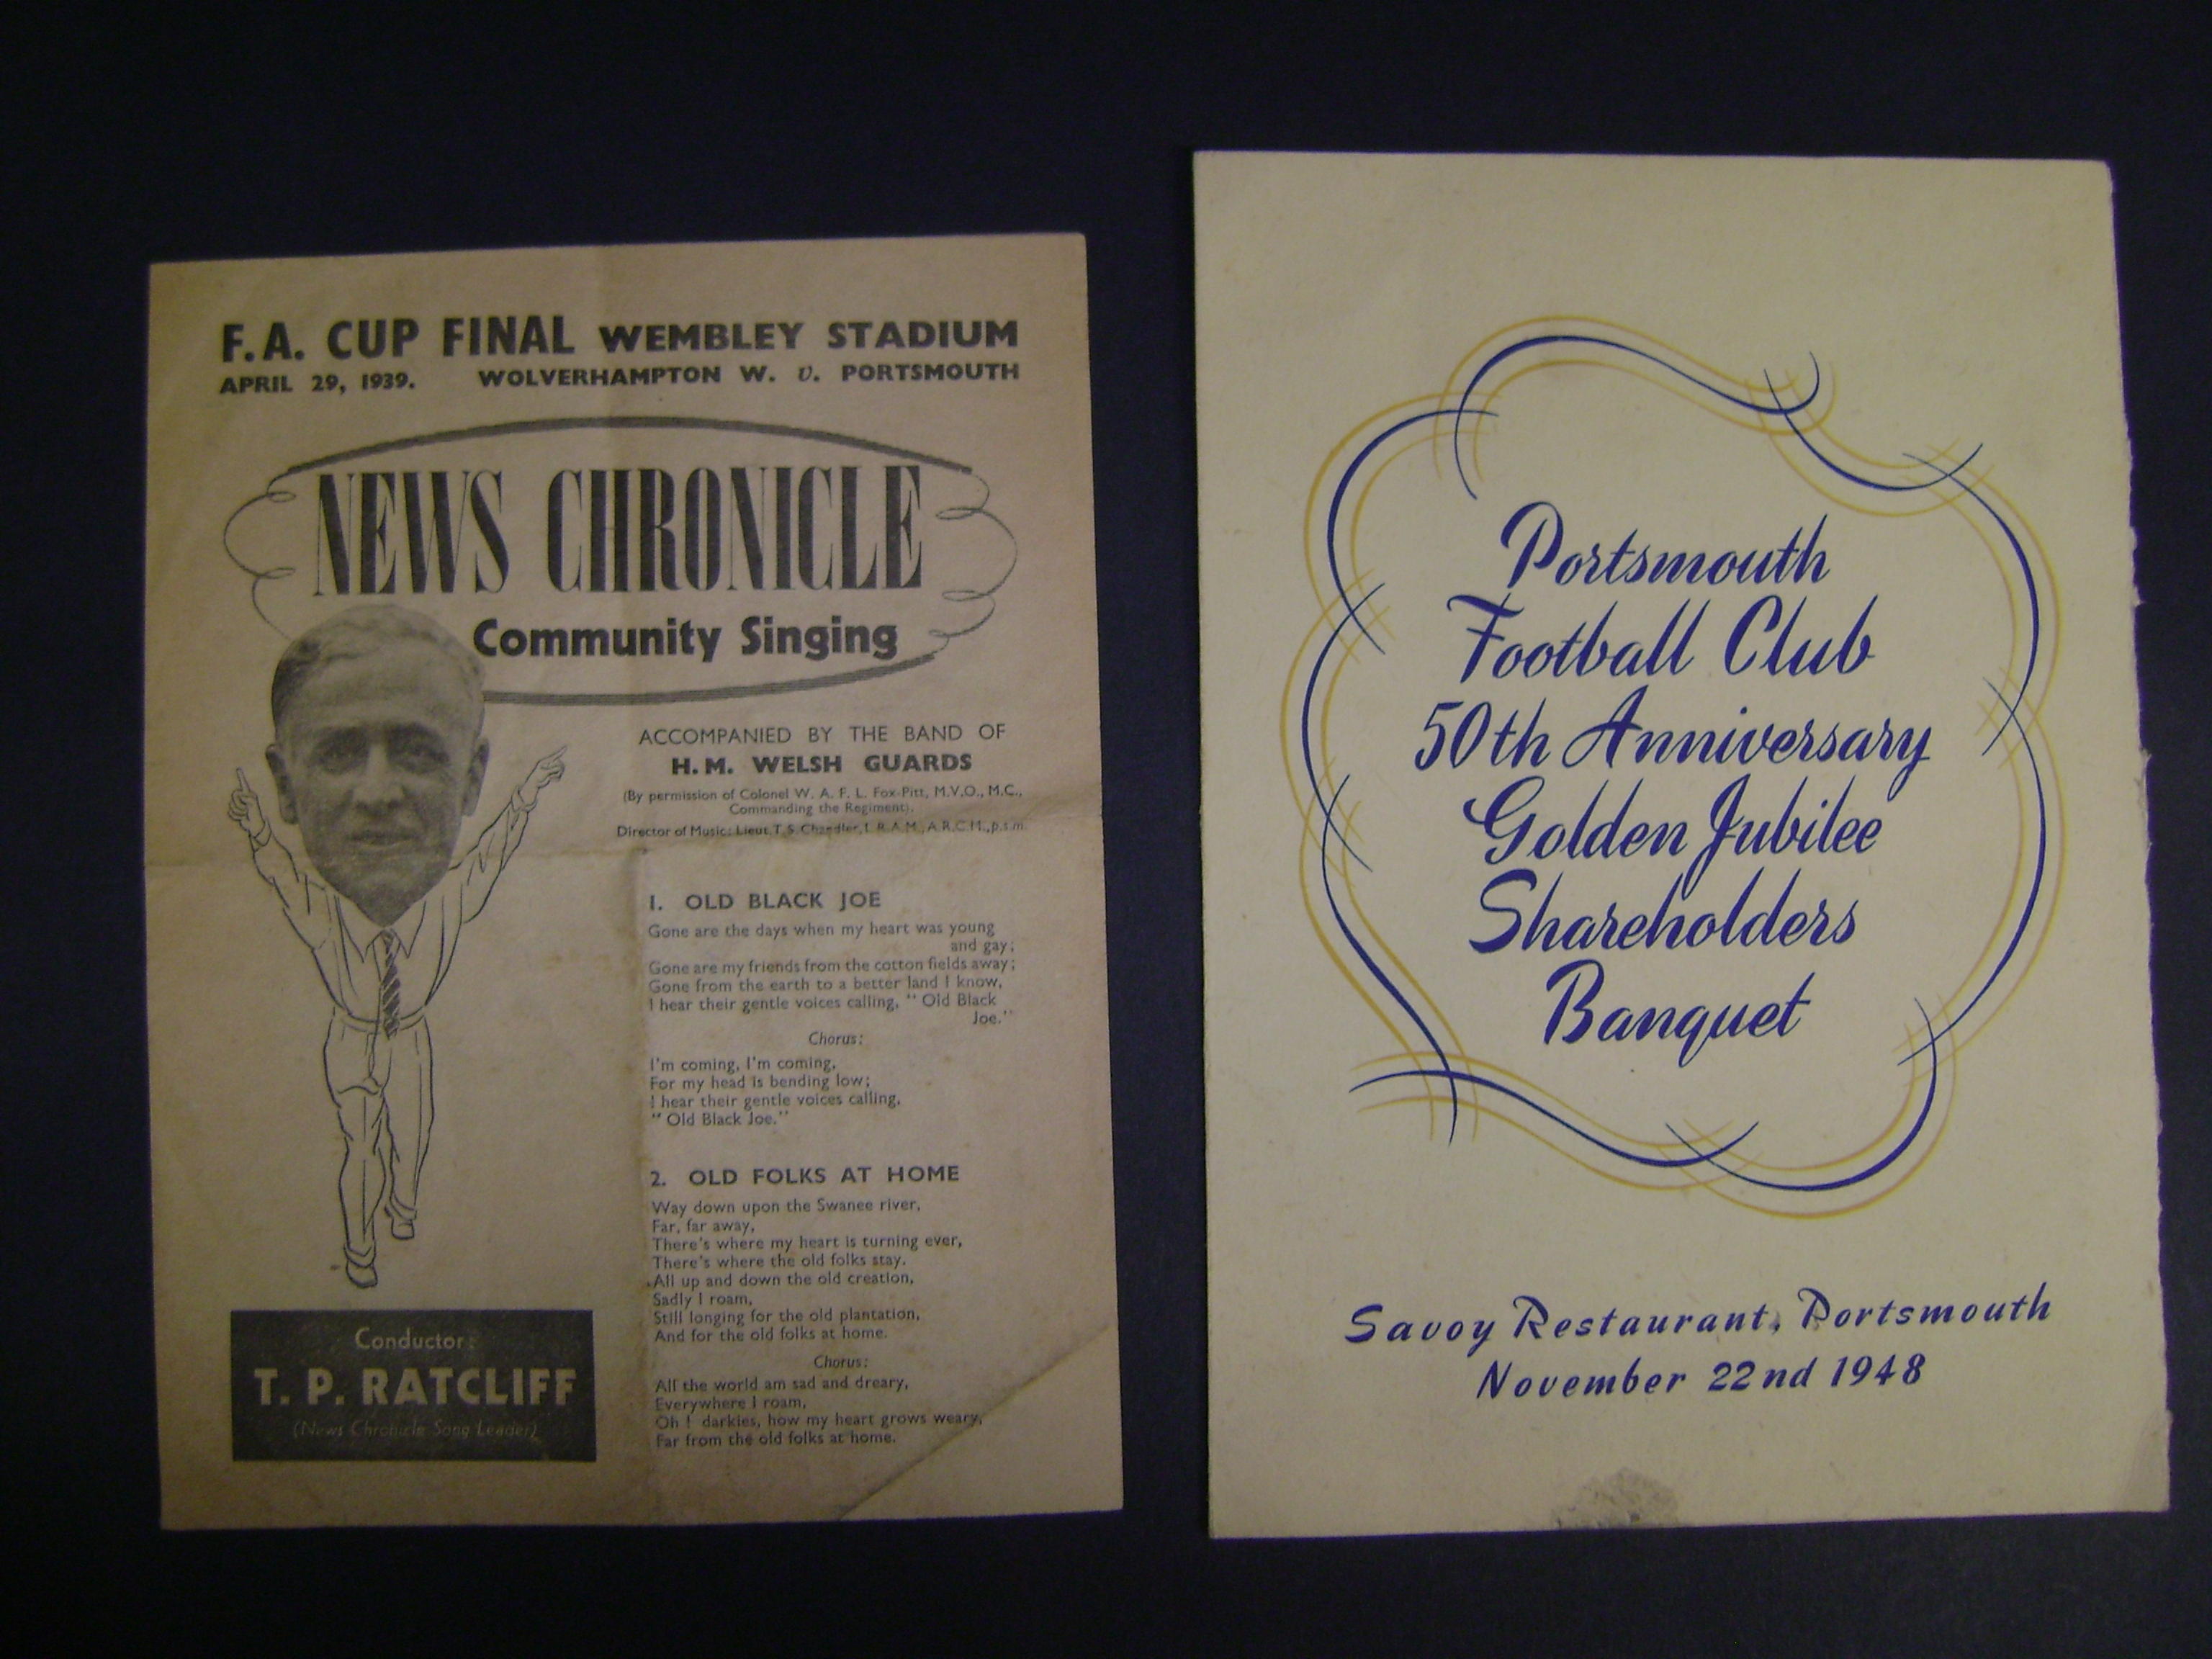 F.A. CUP FINAL WEMBLEY STADIUM
APRIL 29, 1939. WOLVERHAMPTON W. v. PORTSMOUTH
NEWS CHRONICLE
Community Singing
ACCOMPANIED BY THE BAND OF
H.M. WELSH GUARDS
(By permission of Colonel W. A. F. L. Fox-Pitt, M.V.O., M.C.,
Commanding the Regiment).
Director of Music: Lieut. T. S. Chandler, L.R.A.M., A.R.C.M., p.s.m.
1. OLD BLACK JOE
Gone are the days when my heart was young
and gay;
Gone are my friends from the cotton fields away;
Gone from the earth to a better land I know,
I hear their gentle voices calling, "Old Black
Joe."
Chorus:
I'm coming, I'm coming,
For my head is bending low;
I hear their gentle voices calling,
"Old Black Joe."
2. OLD FOLKS AT HOME
Way down upon the Swanee river,
Far, far away,
There's where my heart is turning ever,
There's where the old folks stay.
All up and down the old creation,
Sadly I roam,
Still longing for the old plantation,
And for the old folks at home.
Chorus:
All the world am sad and dreary,
Everywhere I roam,
Oh! darkies, how my heart grows weary,
Far from the old folks at home.
Conductor:
T. P. RATCLIFF
(News Chronicle Song Leader)
Portsmouth
Football Club
50th Anniversary
Golden Jubilee
Shareholders
Banquet
Savoy Restaurant, Portsmouth
November 22nd 1948